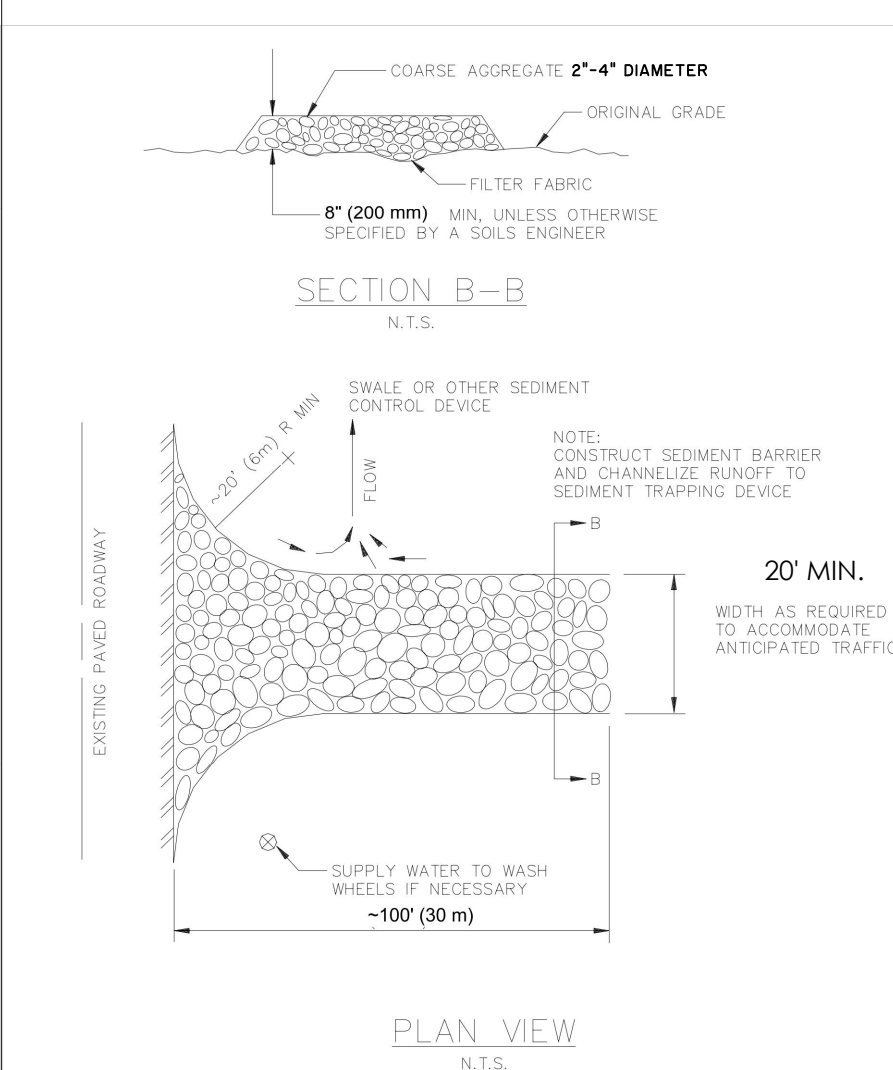 COARSE AGGREGATE 2"-4" DIAMETER
ORIGINAL GRADE
FILTER FABRIC
8" (200 mm) MIN, UNLESS OTHERWISE
SPECIFIED BY A SOILS ENGINEER
SECTION B-B
N.T.S.
SWALE OR OTHER SEDIMENT
CONTROL DEVICE
~20' (6m) R MIN
FLOW
NOTE:
CONSTRUCT SEDIMENT BARRIER
AND CHANNELIZE RUNOFF TO
SEDIMENT TRAPPING DEVICE
B
EXISTING PAVED ROADWAY
20' MIN.
WIDTH AS REQUIRED
TO ACCOMMODATE
ANTICIPATED TRAFFIC
B
SUPPLY WATER TO WASH
WHEELS IF NECESSARY
~100' (30 m)
PLAN VIEW
N.T.S.